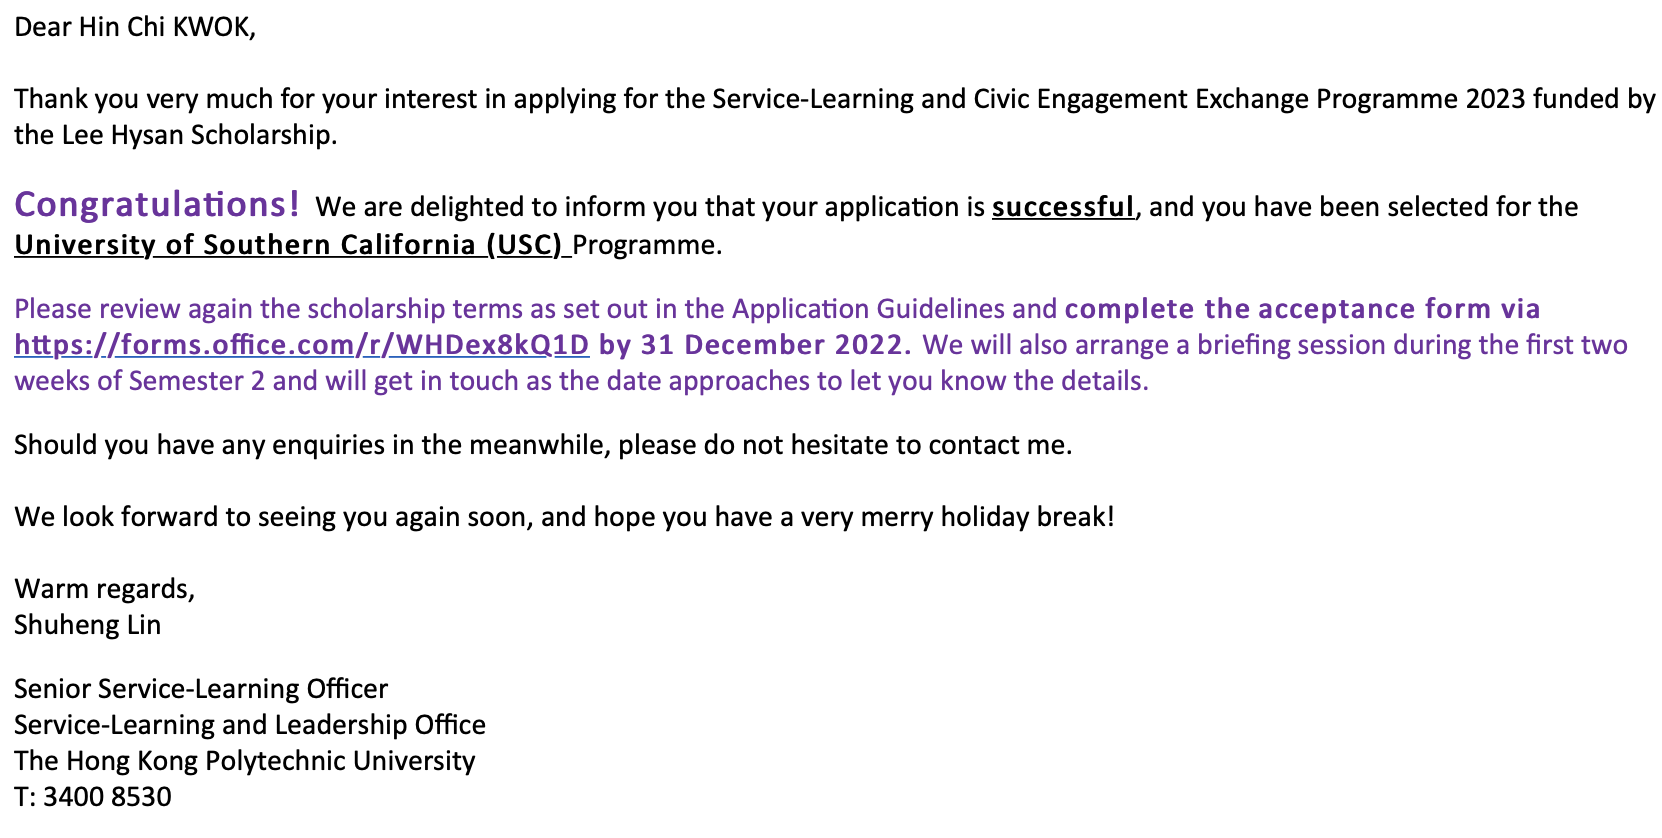 Dear Hin Chi KWOK,
Thank you very much for your interest in applying for the Service-Learning and Civic Engagement Exchange Programme 2023 funded by
the Lee Hysan Scholarship.
Congratulations! We are delighted to inform you that your application is successful, and you have been selected for the
University of Southern California (USC) Programme.
Please review again the scholarship terms as set out in the Application Guidelines and complete the acceptance form via
https://forms.office.com/r/WHDex8kQ1D by 31 December 2022. We will also arrange a briefing session during the first two
weeks of Semester 2 and will get in touch as the date approaches to let you know the details.
Should you have any enquiries in the meanwhile, please do not hesitate to contact me.
We look forward to seeing you again soon, and hope you have a very merry holiday break!
Warm regards,
Shuheng Lin
Senior Service-Learning Officer
Service-Learning and Leadership Office
The Hong Kong Polytechnic University
T: 3400 8530